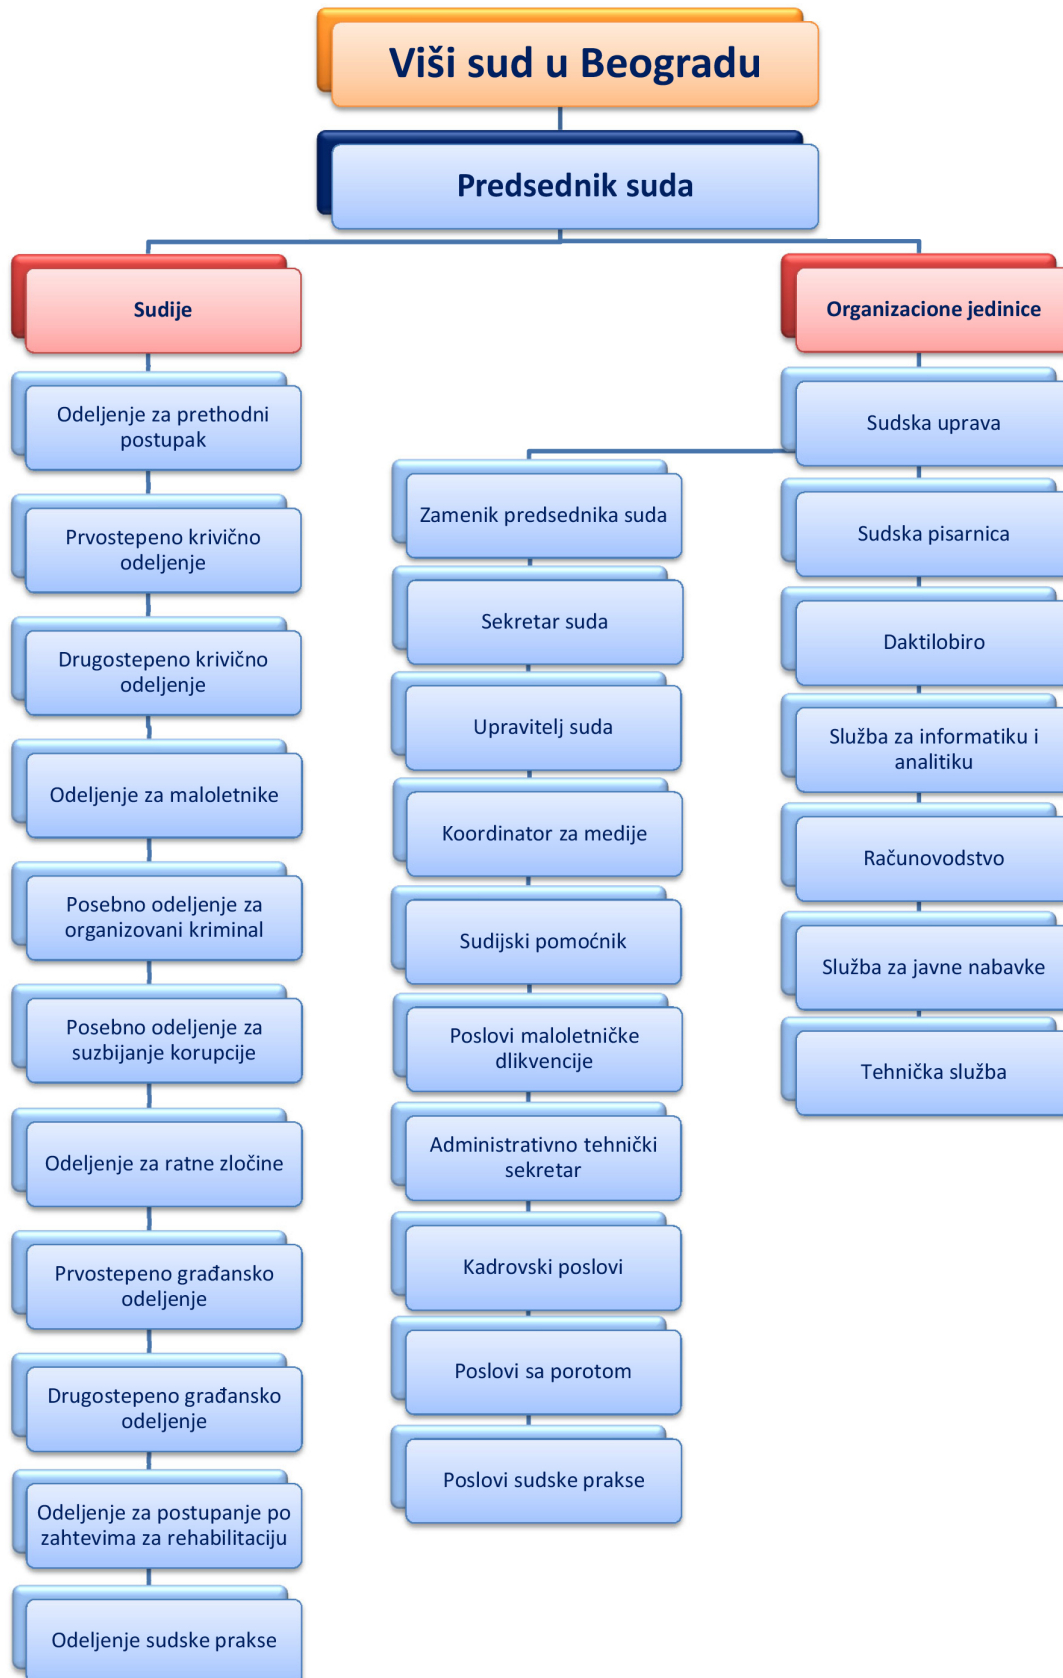 Viši sud u Beogradu
Predsednik suda
Sudije
Odeljenje za prethodni
postupak
Prvostepeno krivično
odeljenje
Drugostepeno krivično
odeljenje
Odeljenje za maloletnike
Posebno odeljenje za
organizovani kriminal
Posebno odeljenje za
suzbijanje korupcije
Odeljenje za ratne zločine
Prvostepeno građansko
odeljenje
Drugostepeno građansko
odeljenje
Odeljenje za postupanje po
zahtevima za rehabilitaciju
Odeljenje sudske prakse
Zamenik predsednika suda
Sekretar suda
Upravitelj suda
Koordinator za medije
Sudijski pomoćnik
Poslovi maloletničke
dlikvencije
Administrativno tehnički
sekretar
Kadrovski poslovi
Poslovi sa porotom
Poslovi sudske prakse
Organizacione jedinice
Sudska uprava
Sudska pisarnica
Daktilobiro
Služba za informatiku i
analitiku
Računovodstvo
Služba za javne nabavke
Tehnička služba